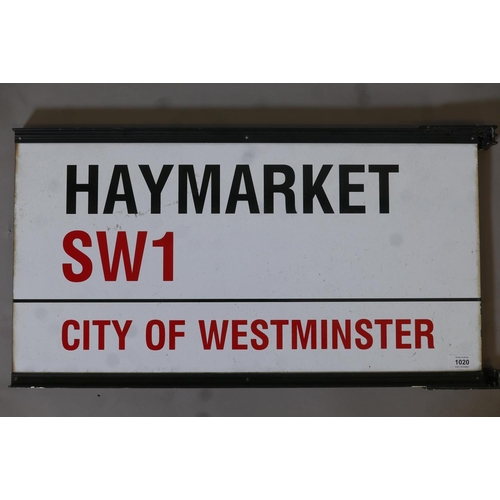 HAYMARKET
SW1
CITY OF WESTMINSTER
1020